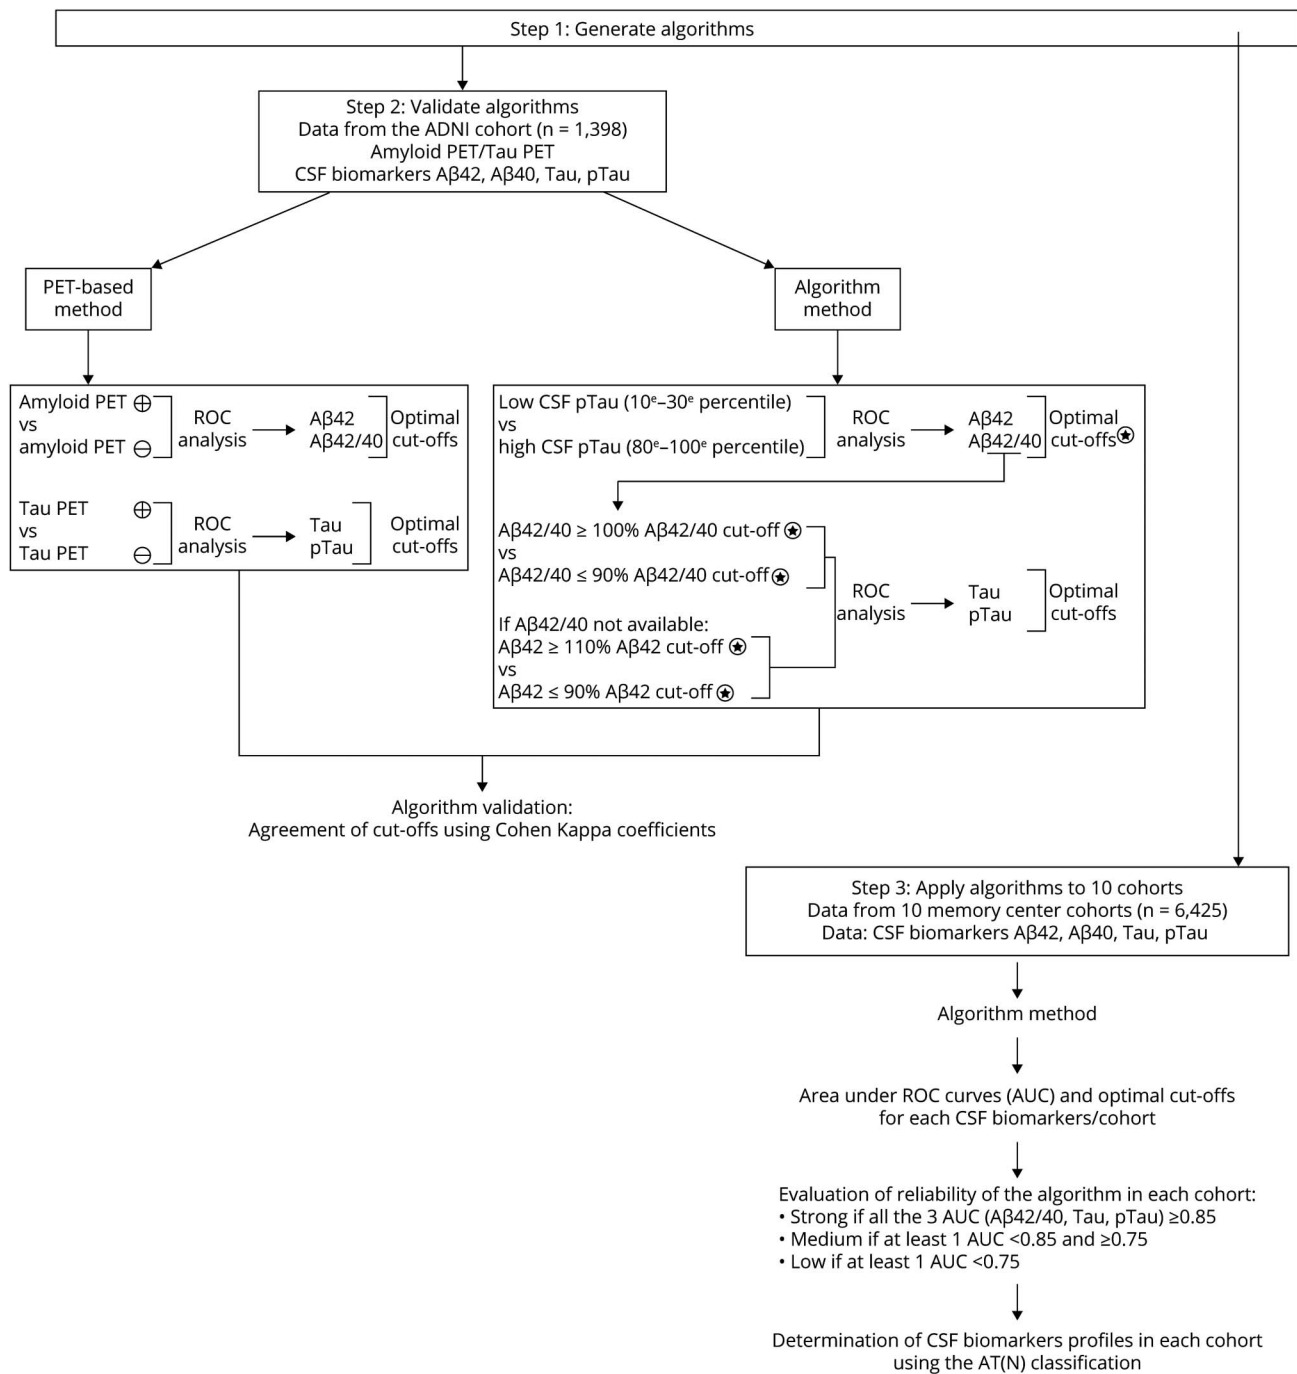 Step 1: Generate algorithms
Step 2: Validate algorithms
Data from the ADNI cohort (n = 1,398)
Amyloid PET/Tau PET
CSF biomarkers Aβ42, Aβ40, Tau, pTau
PET-based
method
Algorithm
method
Amyloid PET ⊕
vs
amyloid PET ⊖
ROC
analysis
Aβ42
Aβ42/40
Optimal
cut-offs
Tau PET ⊕
vs
Tau PET ⊖
ROC
analysis
Tau
pTau
Optimal
cut-offs
Low CSF pTau (10ᵉ–30ᵉ percentile)
vs
high CSF pTau (80ᵉ–100ᵉ percentile)
ROC
analysis
Aβ42
Aβ42/40
Optimal
cut-offs ✪
Aβ42/40 ≥ 100% Aβ42/40 cut-off ✪
vs
Aβ42/40 ≤ 90% Aβ42/40 cut-off ✪
If Aβ42/40 not available:
Aβ42 ≥ 110% Aβ42 cut-off ✪
vs
Aβ42 ≤ 90% Aβ42 cut-off ✪
ROC
analysis
Tau
pTau
Optimal
cut-offs
Algorithm validation:
Agreement of cut-offs using Cohen Kappa coefficients
Step 3: Apply algorithms to 10 cohorts
Data from 10 memory center cohorts (n = 6,425)
Data: CSF biomarkers Aβ42, Aβ40, Tau, pTau
Algorithm method
Area under ROC curves (AUC) and optimal cut-offs
for each CSF biomarkers/cohort
Evaluation of reliability of the algorithm in each cohort:
• Strong if all the 3 AUC (Aβ42/40, Tau, pTau) ≥0.85
• Medium if at least 1 AUC <0.85 and ≥0.75
• Low if at least 1 AUC <0.75
Determination of CSF biomarkers profiles in each cohort
using the AT(N) classification